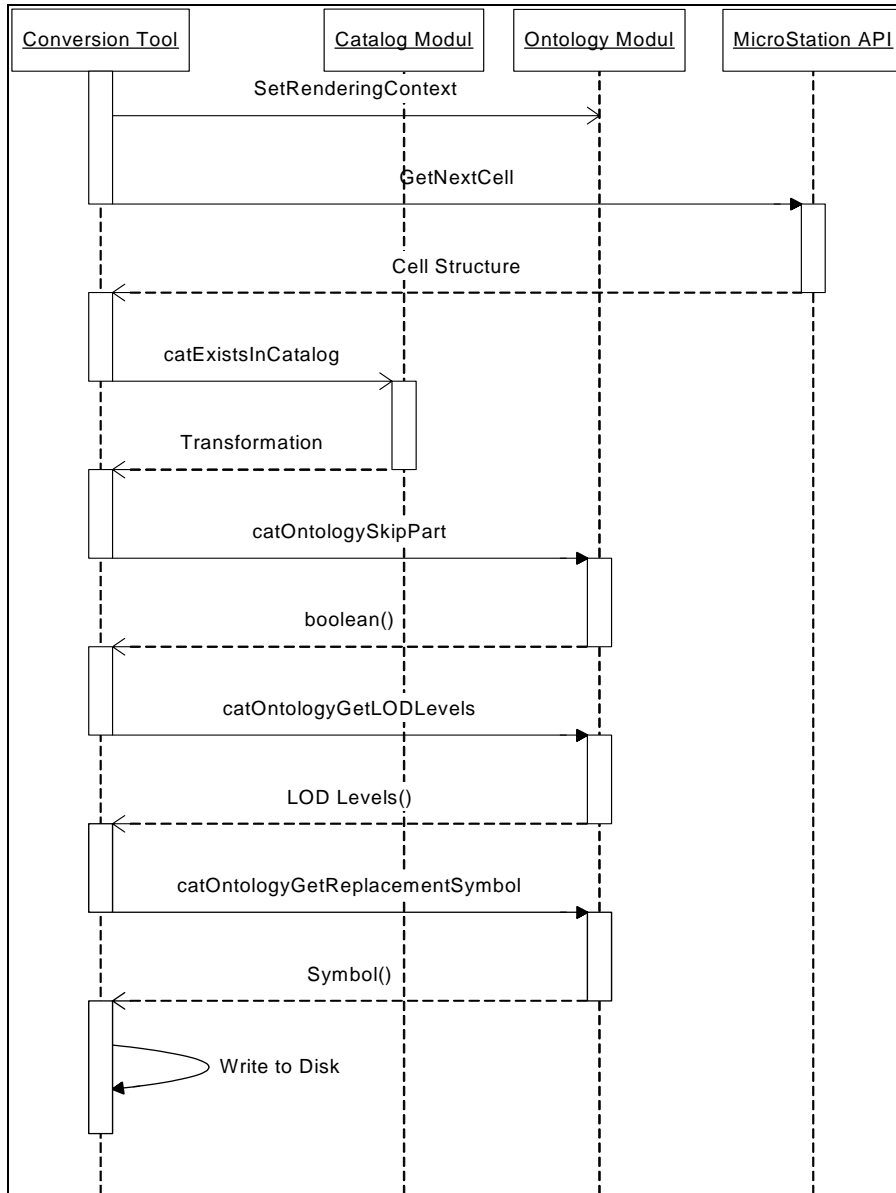 Conversion Tool
Catalog Modul
Ontology Modul
MicroStation API
SetRenderingContext
GetNextCell
Cell Structure
catExistsInCatalog
Transformation
catOntologySkipPart
boolean()
catOntologyGetLODLevels
LOD Levels()
catOntologyGetReplacementSymbol
Symbol()
Write to Disk